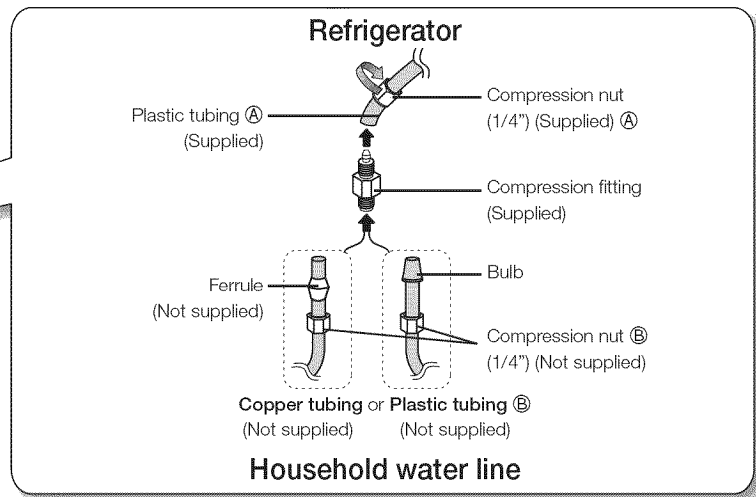 Refrigerator
Plastic tubing Ⓐ
(Supplied)
Compression nut
(1/4") (Supplied) Ⓐ
Compression fitting
(Supplied)
Ferrule
(Not supplied)
Bulb
Compression nut Ⓑ
(1/4") (Not supplied)
Copper tubing or Plastic tubing Ⓑ
(Not supplied) (Not supplied)
Household water line